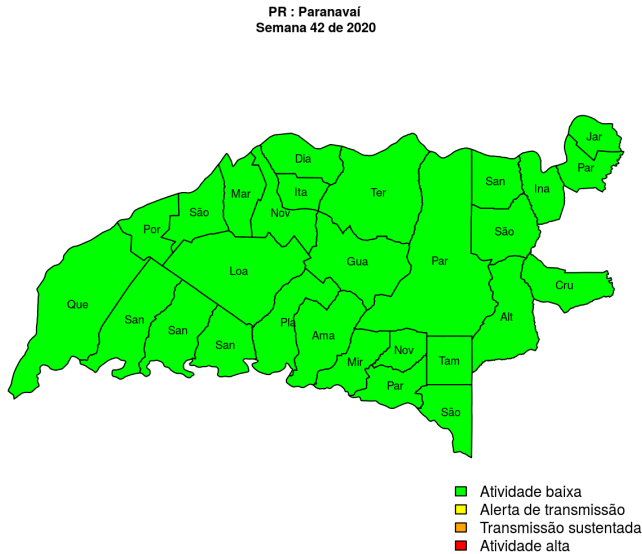 PR : Paranavaí
Semana 42 de 2020
Jar
Par
Dia
Ita
Mar
Nov
São
Por
Ter
San
Ina
São
Loa
Gua
Par
Cru
Que
San
San
San
Pla
Ama
Alt
Mir
Nov
Tam
Par
São
Atividade baixa
Alerta de transmissão
Transmissão sustentada
Atividade alta